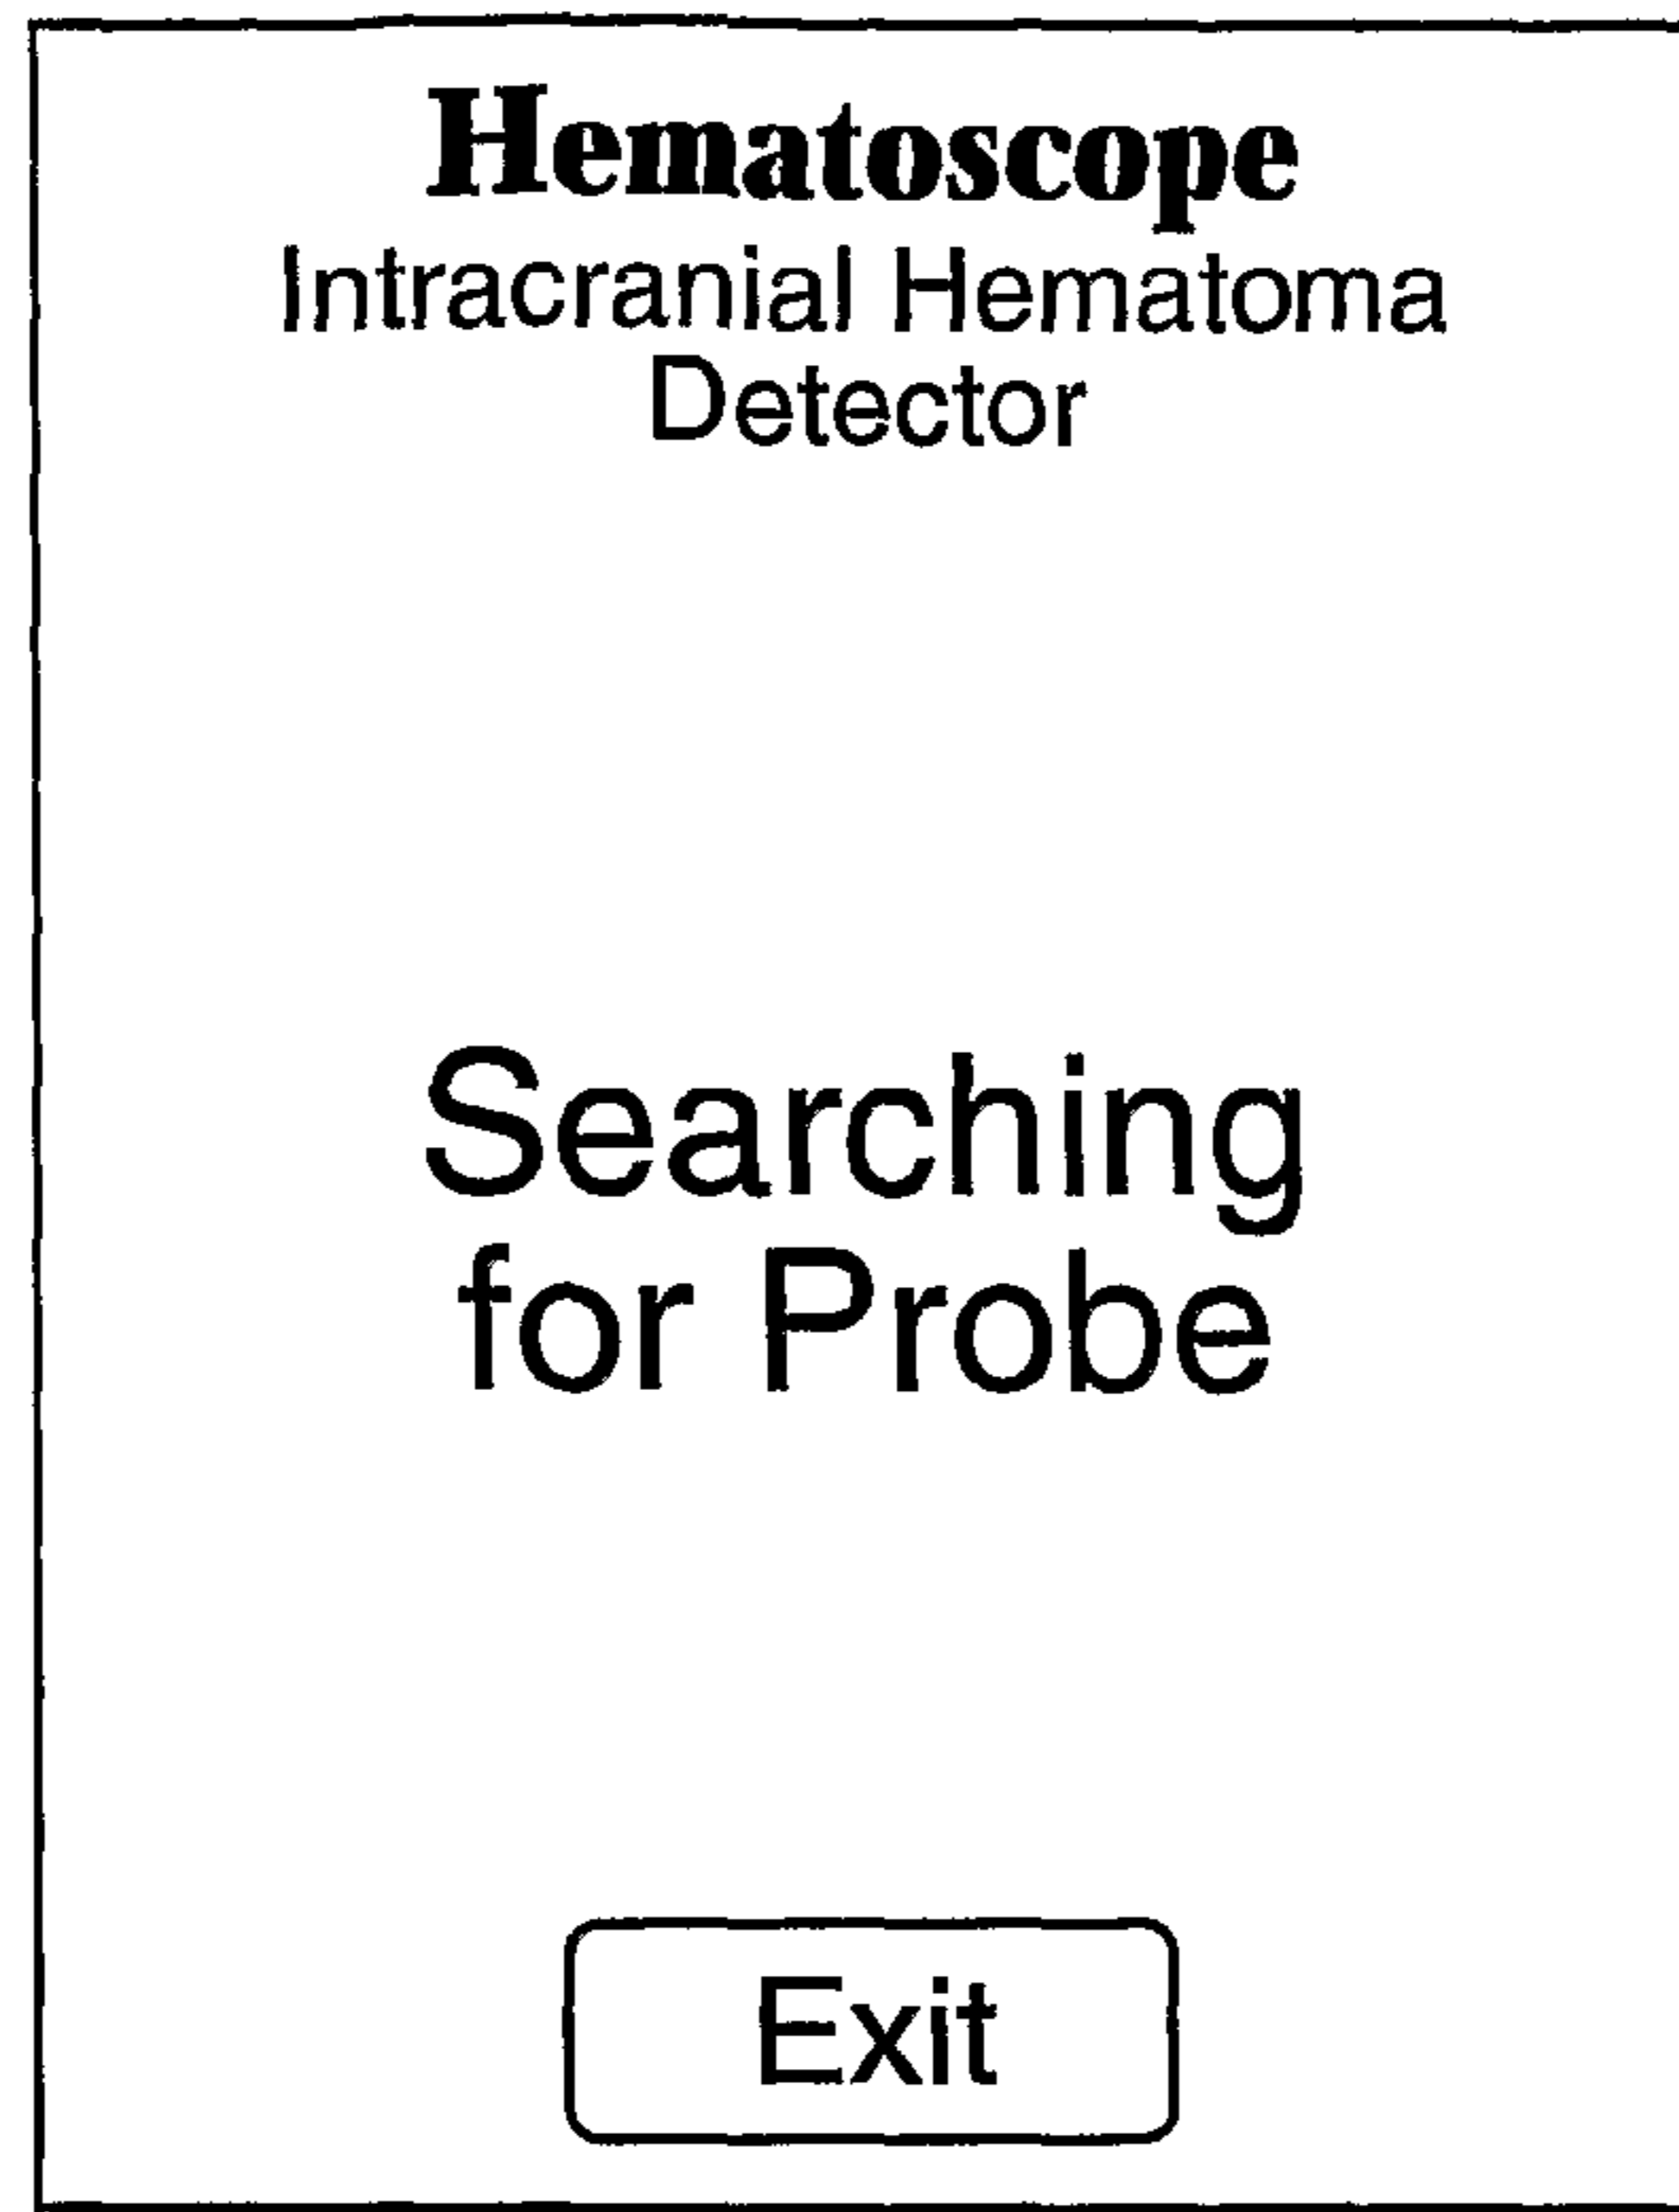 Hematoscope
Intracranial Hematoma
Detector
Searching
for Probe
Exit